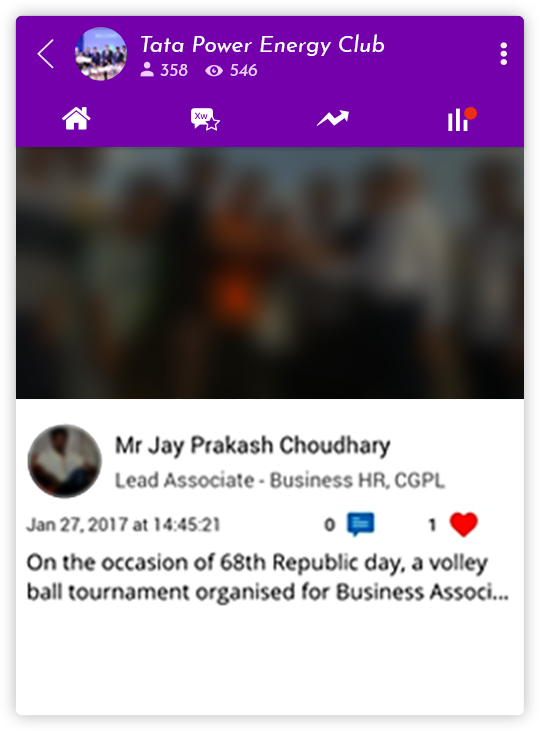 Tata Power Energy Club
358 546
Xw
Mr Jay Prakash Choudhary
Lead Associate - Business HR, CGPL
Jan 27, 2017 at 14:45:21 0 1
On the occasion of 68th Republic day, a volley
ball tournament organised for Business Associ...